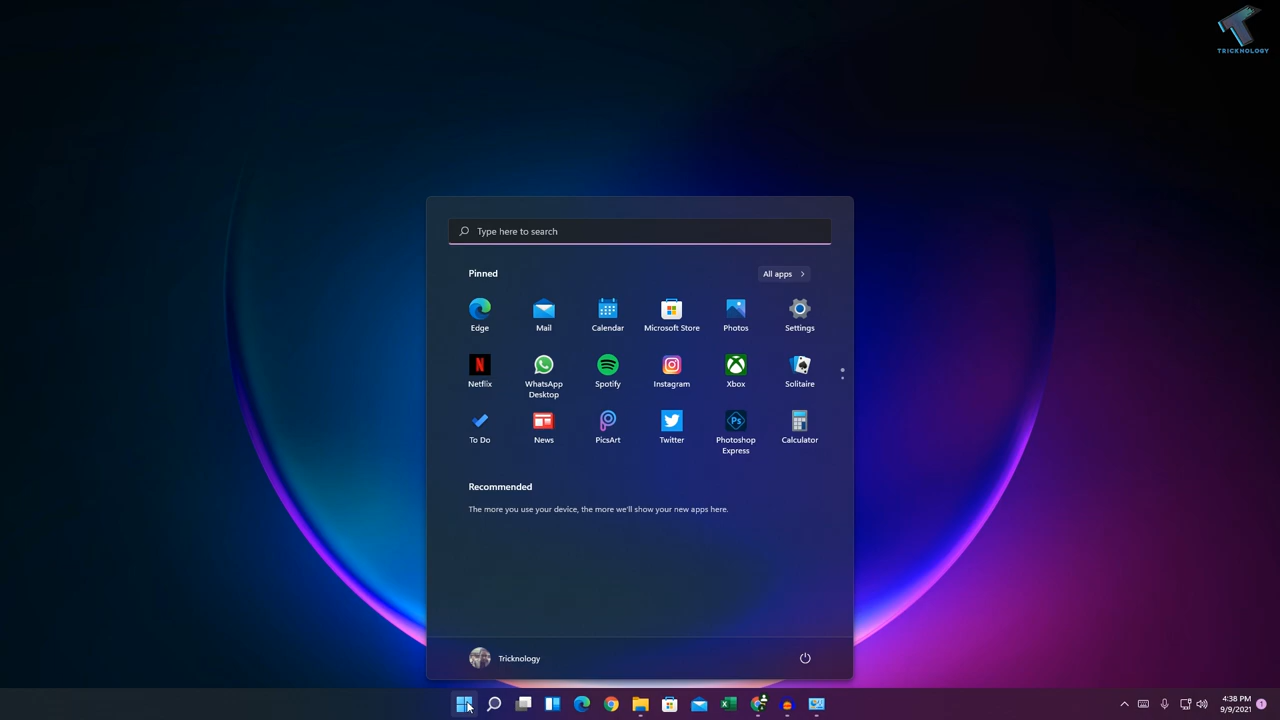 TRICKNOLOGY
Type here to search
Pinned
All apps
Edge
Mail
Calendar
Microsoft Store
Photos
Settings
Netflix
WhatsApp
Desktop
Spotify
Instagram
Xbox
Solitaire
To Do
News
PicsArt
Twitter
Ps
Photoshop
Express
Calculator
Recommended
The more you use your device, the more we'll show your new apps here.
Tricknology
4:38 PM
9/9/2021
1